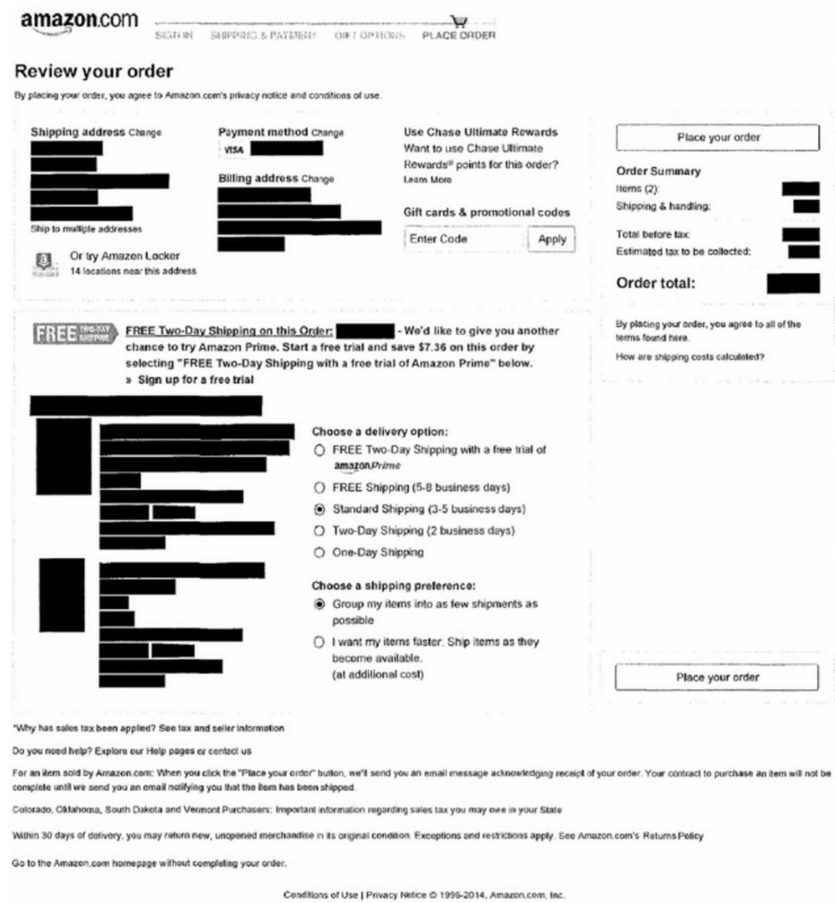 amazon.com
SIGN IN SHIPPING & PAYMENT GIFT OPTIONS PLACE ORDER
Review your order
By placing your order, you agree to Amazon.com's privacy notice and conditions of use.
Shipping address Change
Ship to multiple addresses
Or try Amazon Locker
14 locations near this address
Payment method Change
VISA
Billing address Change
Use Chase Ultimate Rewards
Want to use Chase Ultimate
Rewards® points for this order?
Learn More
Gift cards & promotional codes
Enter Code Apply
Place your order
Order Summary
Items (2):
Shipping & handling:
Total before tax:
Estimated tax to be collected:
Order total:
By placing your order, you agree to all of the
terms found here.
How are shipping costs calculated?
FREE TWO-DAY
SHIPPING
FREE Two-Day Shipping on this Order: - We'd like to give you another
chance to try Amazon Prime. Start a free trial and save $7.36 on this order by
selecting "FREE Two-Day Shipping with a free trial of Amazon Prime" below.
» Sign up for a free trial
Choose a delivery option:
FREE Two-Day Shipping with a free trial of
amazonPrime
FREE Shipping (5-8 business days)
Standard Shipping (3-5 business days)
Two-Day Shipping (2 business days)
One-Day Shipping
Choose a shipping preference:
Group my items into as few shipments as
possible
I want my items faster. Ship items as they
become available.
(at additional cost)
Place your order
*Why has sales tax been applied? See tax and seller information
Do you need help? Explore our Help pages or contact us
For an item sold by Amazon.com: When you click the "Place your order" button, we'll send you an email message acknowledging receipt of your order. Your contract to purchase an item will not be
complete until we send you an email notifying you that the item has been shipped.
Colorado, Oklahoma, South Dakota and Vermont Purchasers: Important information regarding sales tax you may owe in your State
Within 30 days of delivery, you may return new, unopened merchandise in its original condition. Exceptions and restrictions apply. See Amazon.com's Returns Policy
Go to the Amazon.com homepage without completing your order.
Conditions of Use | Privacy Notice © 1996-2014, Amazon.com, Inc.